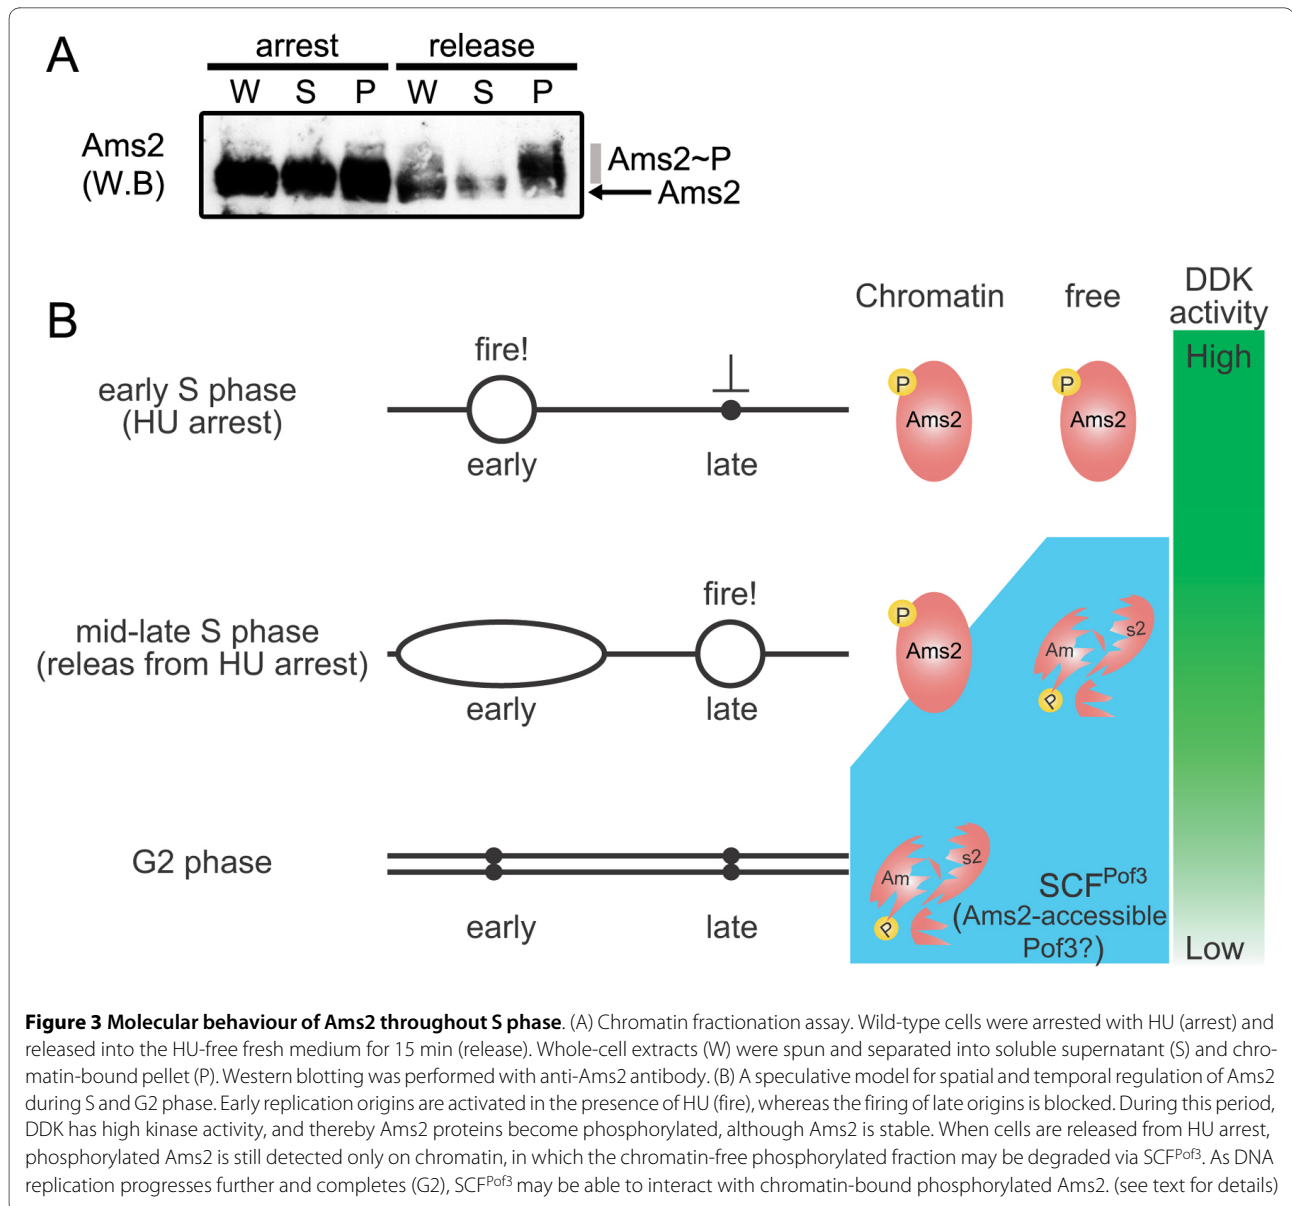 A
arrest release
W S P W S P
Ams2
(W.B)
Ams2~P
Ams2
B
Chromatin free DDK
activity
High
early S phase
(HU arrest)
fire!
early late
P
Ams2
P
Ams2
mid-late S phase
(releas from HU arrest)
fire!
early late
P
Ams2
Am s2
P
G2 phase
early late
Am s2
P
SCFPof3
(Ams2-accessible
Pof3?)
Low
Figure 3 Molecular behaviour of Ams2 throughout S phase. (A) Chromatin fractionation assay. Wild-type cells were arrested with HU (arrest) and
released into the HU-free fresh medium for 15 min (release). Whole-cell extracts (W) were spun and separated into soluble supernatant (S) and chro-
matin-bound pellet (P). Western blotting was performed with anti-Ams2 antibody. (B) A speculative model for spatial and temporal regulation of Ams2
during S and G2 phase. Early replication origins are activated in the presence of HU (fire), whereas the firing of late origins is blocked. During this period,
DDK has high kinase activity, and thereby Ams2 proteins become phosphorylated, although Ams2 is stable. When cells are released from HU arrest,
phosphorylated Ams2 is still detected only on chromatin, in which the chromatin-free phosphorylated fraction may be degraded via SCFPof3. As DNA
replication progresses further and completes (G2), SCFPof3 may be able to interact with chromatin-bound phosphorylated Ams2. (see text for details)